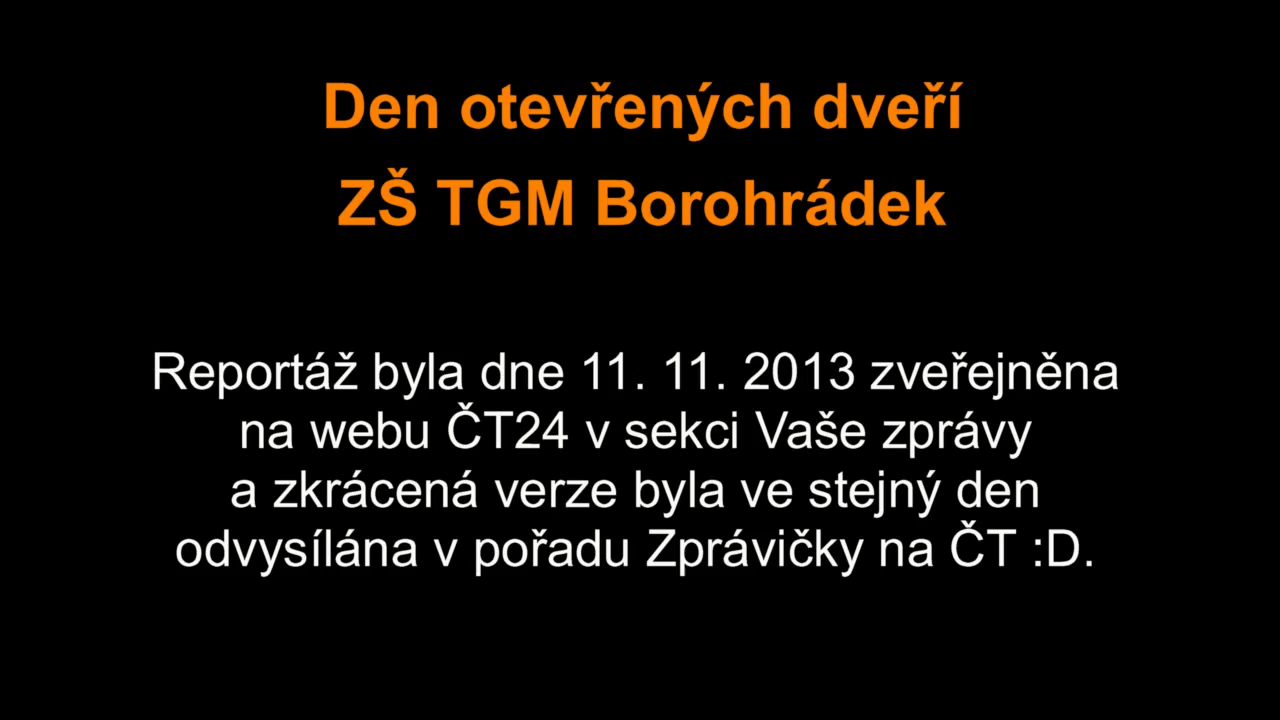 Den otevřených dveří
ZŠ TGM Borohrádek
Reportáž byla dne 11. 11. 2013 zveřejněna
na webu ČT24 v sekci Vaše zprávy
a zkrácená verze byla ve stejný den
odvysílána v pořadu Zprávičky na ČT :D.